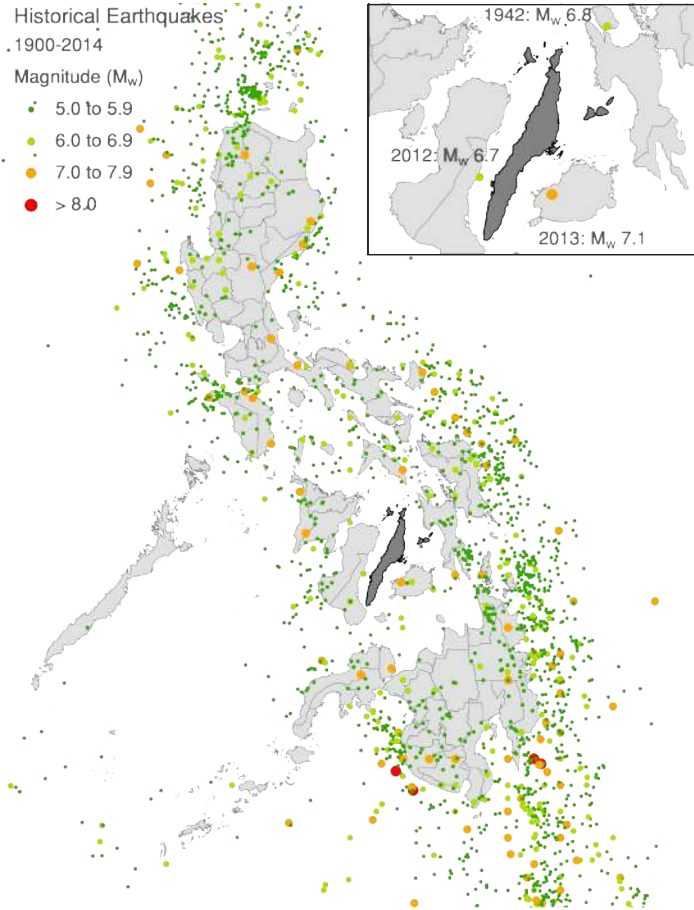 Historical Earthquakes
1900-2014
Magnitude (Mw)
5.0 to 5.9
6.0 to 6.9
7.0 to 7.9
> 8.0
1942: Mw 6.8
2012: Mw 6.7
2013: Mw 7.1